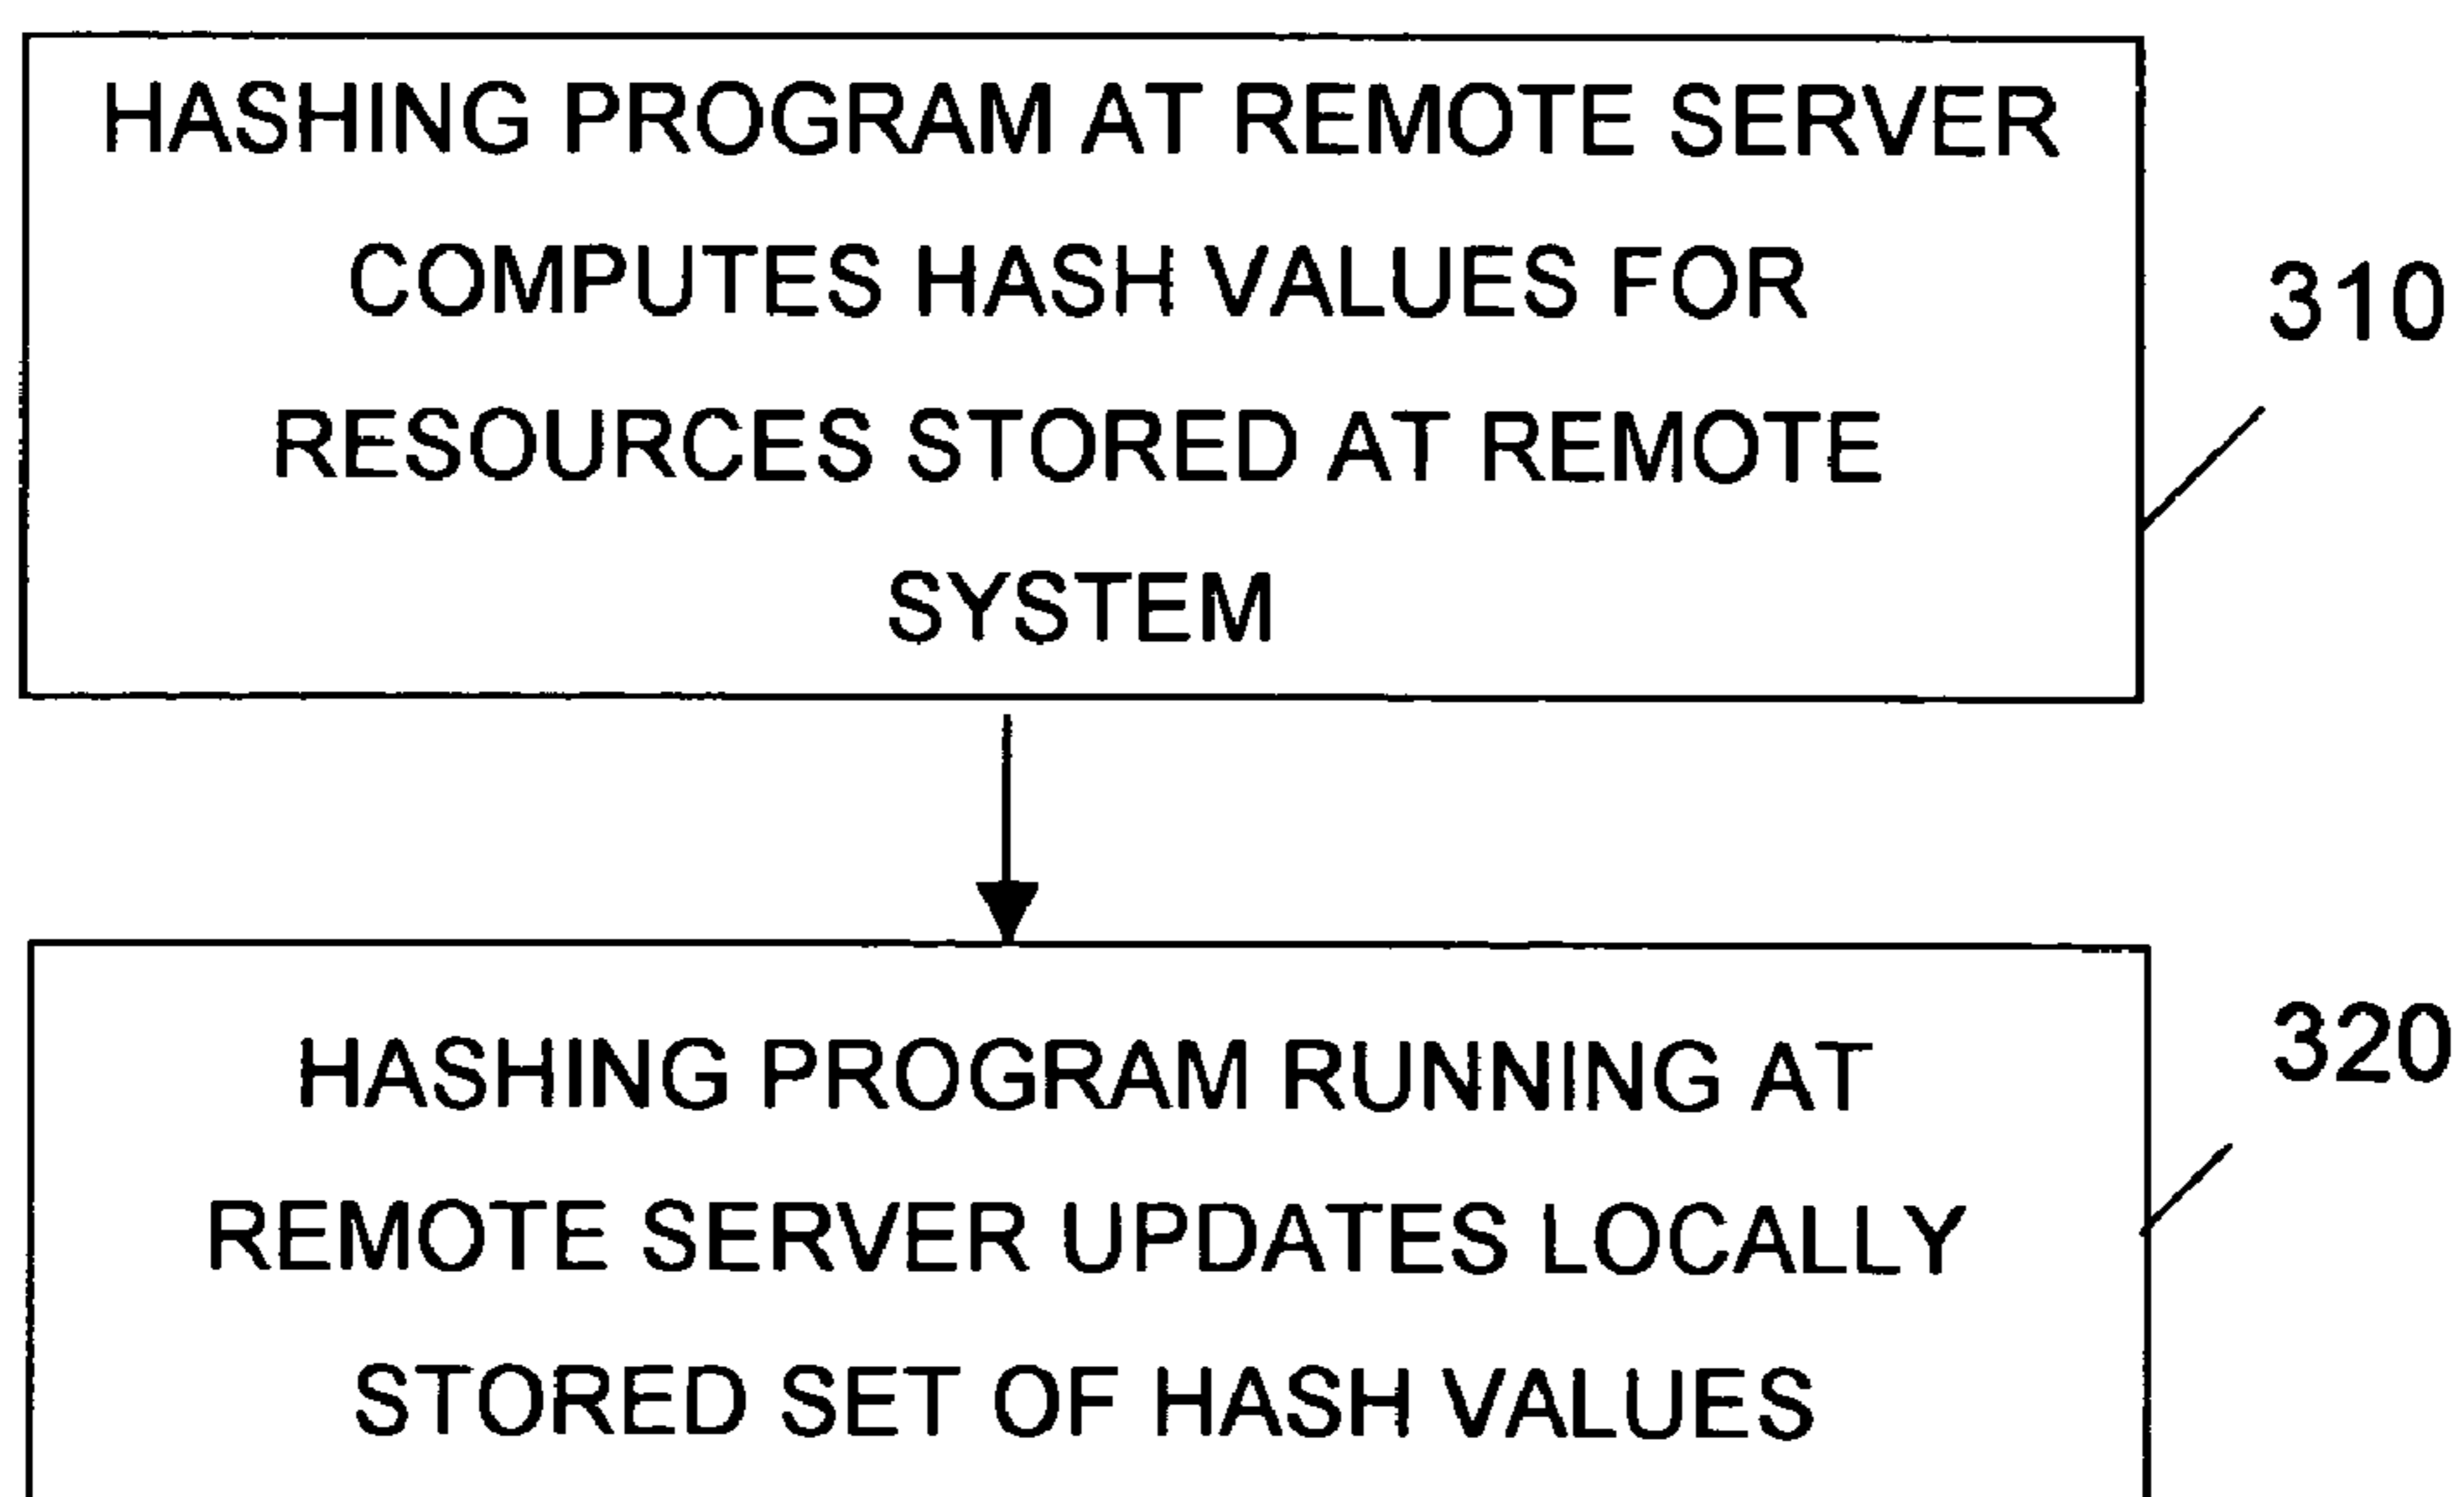 HASHING PROGRAM AT REMOTE SERVER
COMPUTES HASH VALUES FOR
RESOURCES STORED AT REMOTE
SYSTEM
310
HASHING PROGRAM RUNNING AT
REMOTE SERVER UPDATES LOCALLY
STORED SET OF HASH VALUES
320